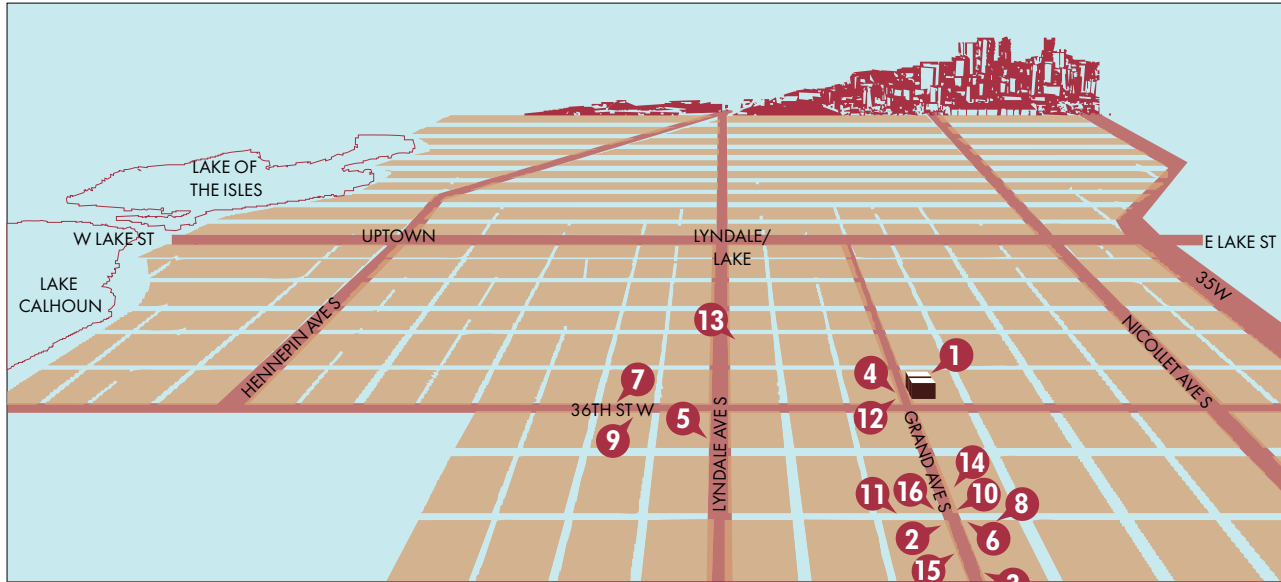 LAKE OF
THE ISLES
W LAKE ST
UPTOWN
LYNDALE/
LAKE
E LAKE ST
LAKE
CALHOUN
35W
HENNEPIN AVE S
NICOLLET AVE S
13
1
7
4
36TH ST W
5
12
9
LYNDALE AVE S
GRAND AVE S
14
11
16
10
8
2
6
15
3